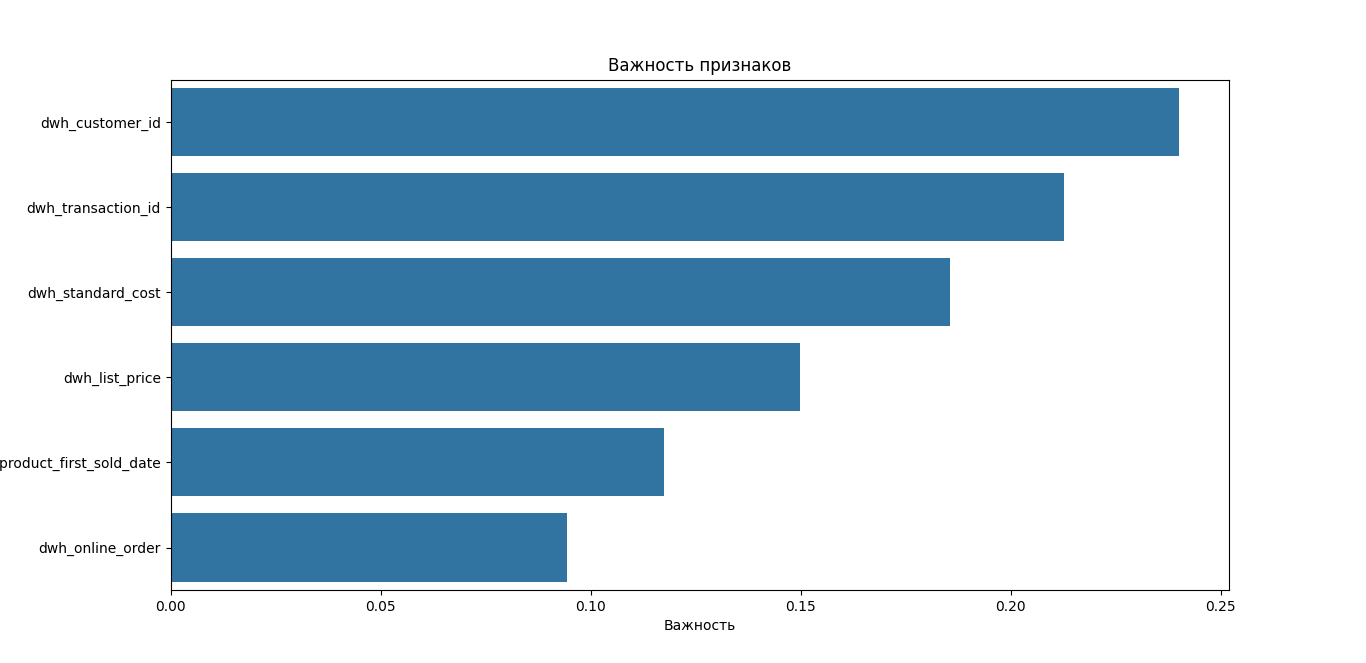 Важность признаков
dwh_customer_id
dwh_transaction_id
dwh_standard_cost
dwh_list_price
product_first_sold_date
dwh_online_order
0.00 0.05 0.10 0.15 0.20 0.25
Важность